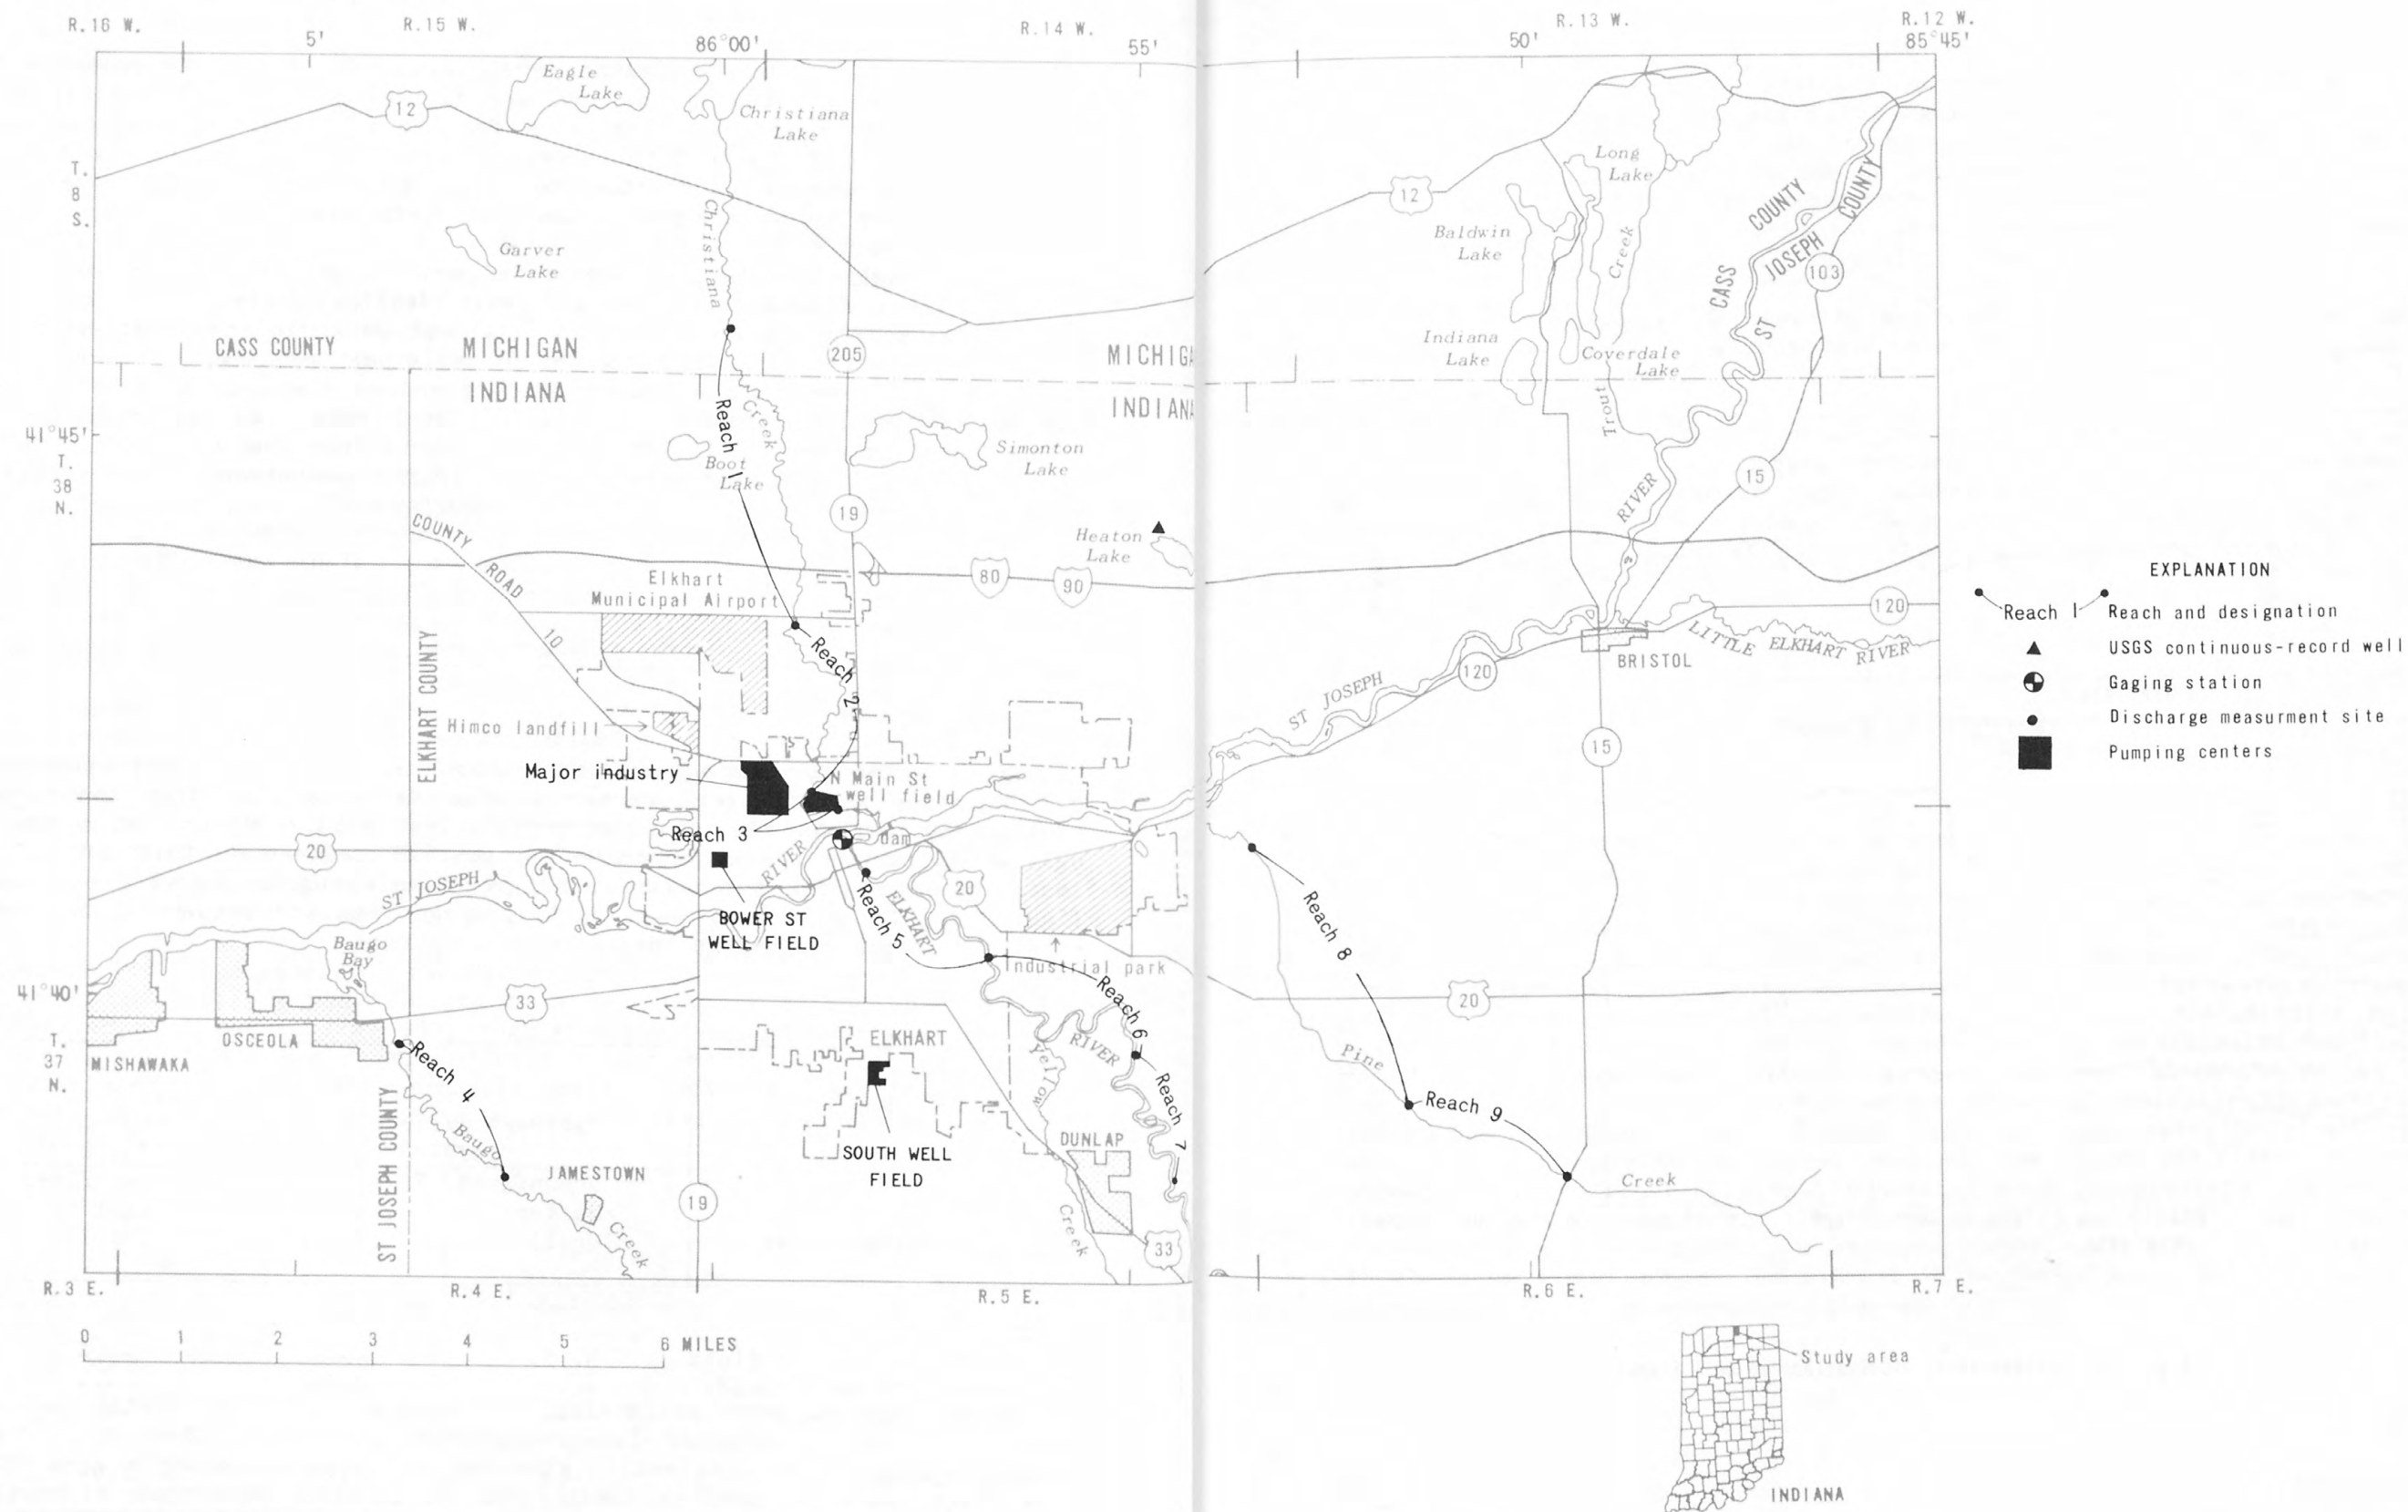 R.16 W.
R.15 W.
R.14 W.
R.13 W.
R.12 W.
5'
86°00'
55'
50'
85°45'
Eagle
Lake
12
Christiana
Lake
T.
8
S.
Long
Lake
12
COUNTY
COUNTY
Christiana
Garver
Lake
Baldwin
Lake
Creek
CASS
ST
JOSEPH
103
CASS COUNTY
MICHIGAN
205
MICHIG
Indiana
Lake
Coverdale
Lake
INDIANA
INDIAN
Reach 1
Creek
Trout
41°45'
T.
38
N.
Boot
Lake
Simonton
Lake
15
RIVER
19
COUNTY
ROAD
10
Heaton
Lake
80
90
Elkhart
Municipal Airport
120
ELKHART COUNTY
Reach 2
BRISTOL
LITTLE ELKHART RIVER
120
ST JOSEPH
Himco landfill
15
Major industry
N Main St
well field
Reach 3
Dam
20
RIVER
ST JOSEPH
20
Reach 5
ELKHART
BOWER ST
WELL FIELD
Reach 8
Baugo
Bay
Industrial park
41°40'
33
Reach 6
20
OSCEOLA
MISHAWAKA
T.
37
N.
ELKHART
RIVER
Yellow
Pine
Reach 4
Reach 7
Reach 9
ST JOSEPH COUNTY
Baugo
DUNLAP
SOUTH WELL
FIELD
JAMESTOWN
Creek
19
Creek
Creek
33
R.3 E.
R.4 E.
R.5 E.
R.6 E.
R.7 E.
0 1 2 3 4 5 6 MILES
EXPLANATION
Reach 1 Reach and designation
USGS continuous-record well
Gaging station
Discharge measurment site
Pumping centers
Study area
INDIANA